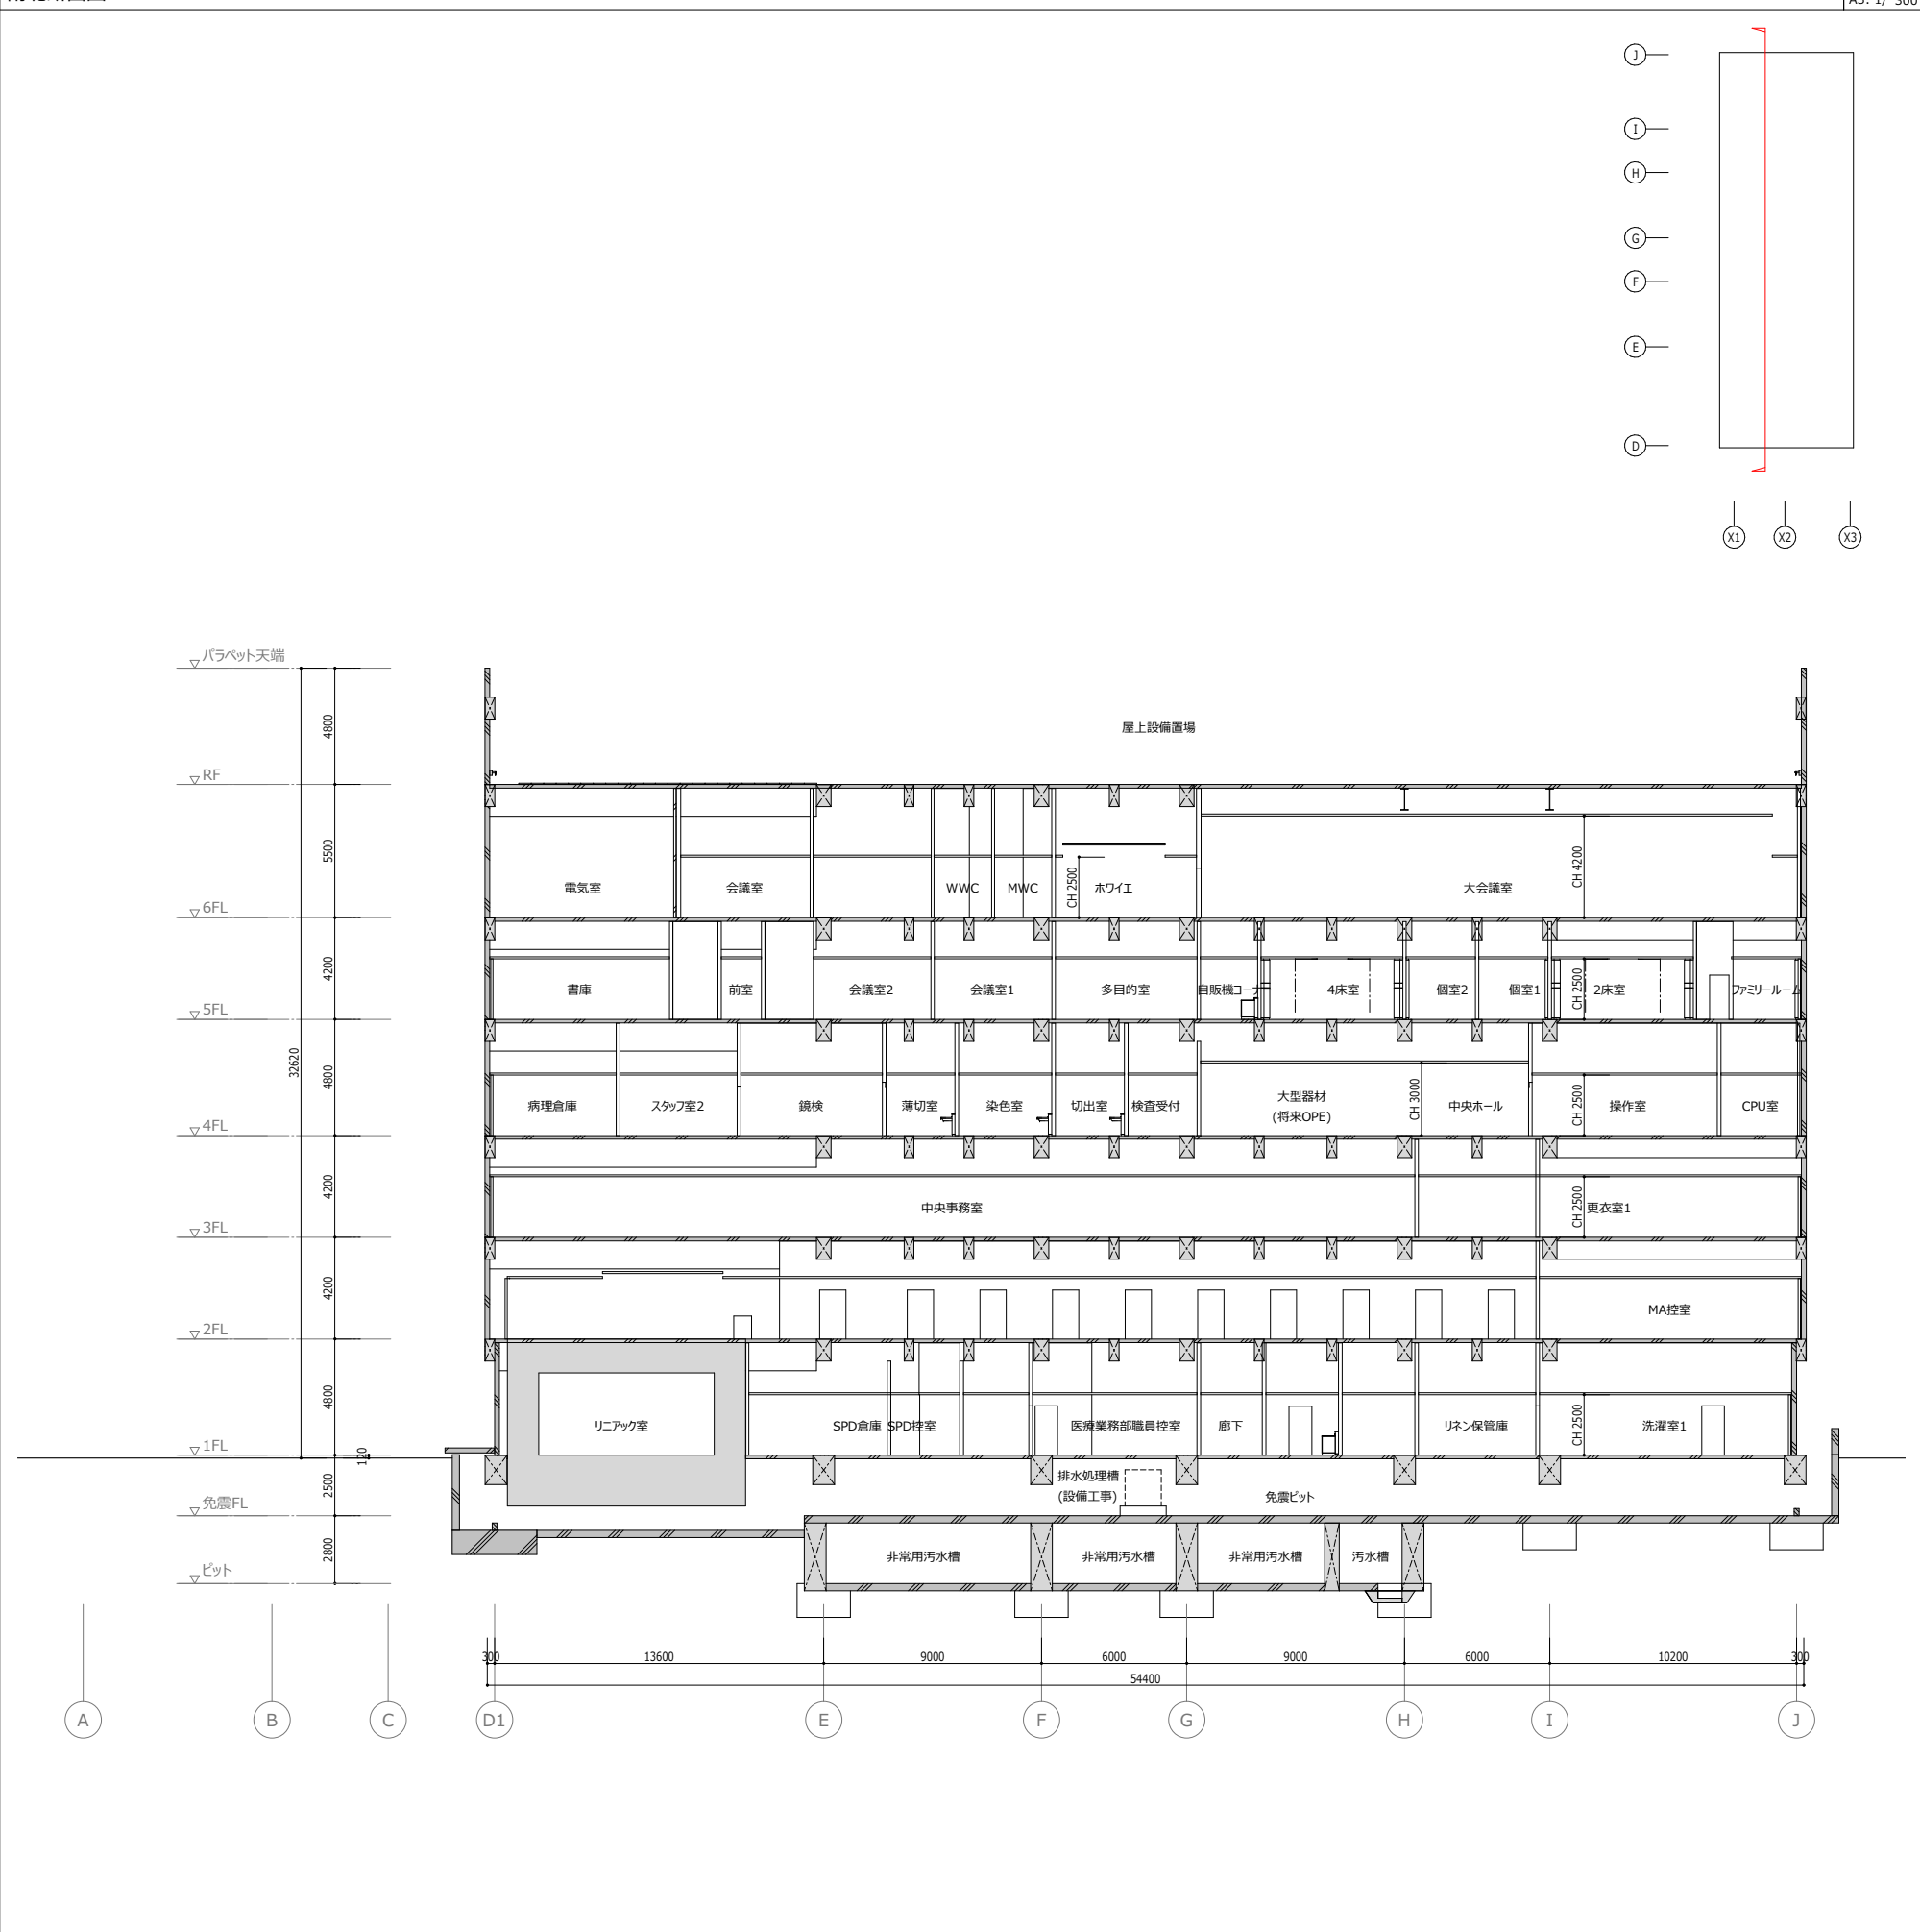 A3: 1/ 300
J
I
H
G
F
E
D
X1 X2 X3
パラペット天端
4800
屋上設備置場
RF
5500
電気室 会議室 WWC MWC CH 2500 ホワイエ 大会議室 CH 4200
6FL
4200
書庫 前室 会議室2 会議室1 多目的室 自販機コーナー 4床室 個室2 個室1 CH 2500 2床室 ファミリールーム
5FL
32620
4800
病理倉庫 スタッフ室2 鏡検 薄切室 染色室 切出室 検査受付 大型器材 CH 3000 中央ホール CH 2500 操作室 CPU室
(将来OPE)
4FL
4200
中央事務室 CH 2500 更衣室1
3FL
4200
MA控室
2FL
4800
リニアック室 SPD倉庫 SPD控室 医療業務部職員控室 廊下 リネン保管庫 CH 2500 洗濯室1
1FL
120
2500
排水処理槽
(設備工事)
免震ピット
免震FL
2800
非常用汚水槽 非常用汚水槽 非常用汚水槽 汚水槽
ピット
300 13600 9000 6000 9000 6000 10200 300
54400
A B C D1 E F G H I J